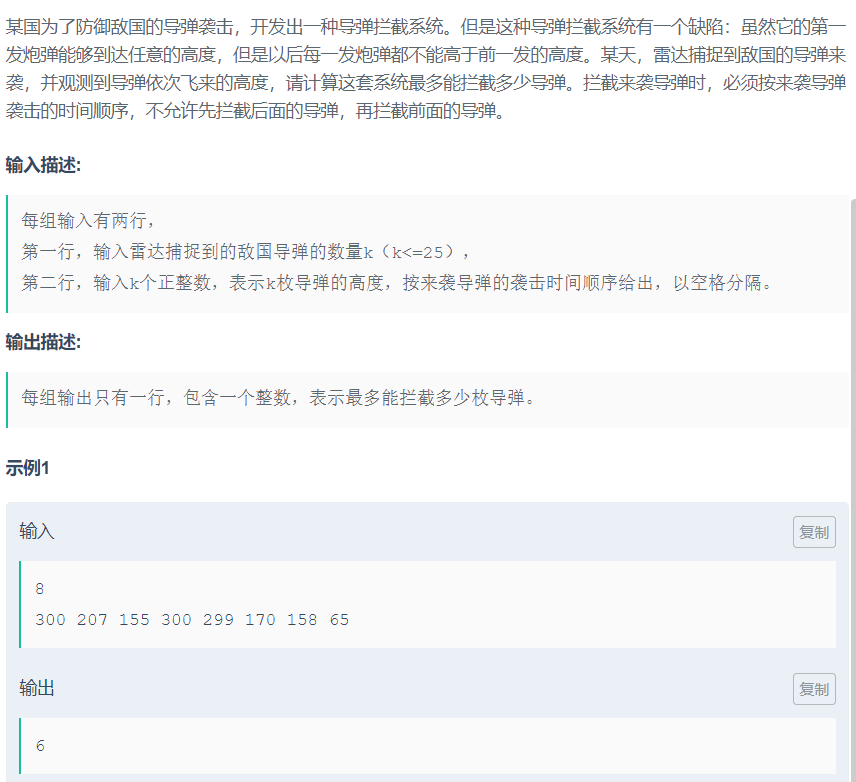 某国为了防御敌国的导弹袭击，开发出一种导弹拦截系统。但是这种导弹拦截系统有一个缺陷：虽然它的第一
发炮弹能够到达任意的高度，但是以后每一发炮弹都不能高于前一发的高度。某天，雷达捕捉到敌国的导弹来
袭，并观测到导弹依次飞来的高度，请计算这套系统最多能拦截多少导弹。拦截来袭导弹时，必须按来袭导弹
袭击的时间顺序，不允许先拦截后面的导弹，再拦截前面的导弹。
输入描述:
每组输入有两行，
第一行，输入雷达捕捉到的敌国导弹的数量k（k<=25），
第二行，输入k个正整数，表示k枚导弹的高度，按来袭导弹的袭击时间顺序给出，以空格分隔。
输出描述:
每组输出只有一行，包含一个整数，表示最多能拦截多少枚导弹。
示例1
输入
复制
8
300 207 155 300 299 170 158 65
输出
复制
6